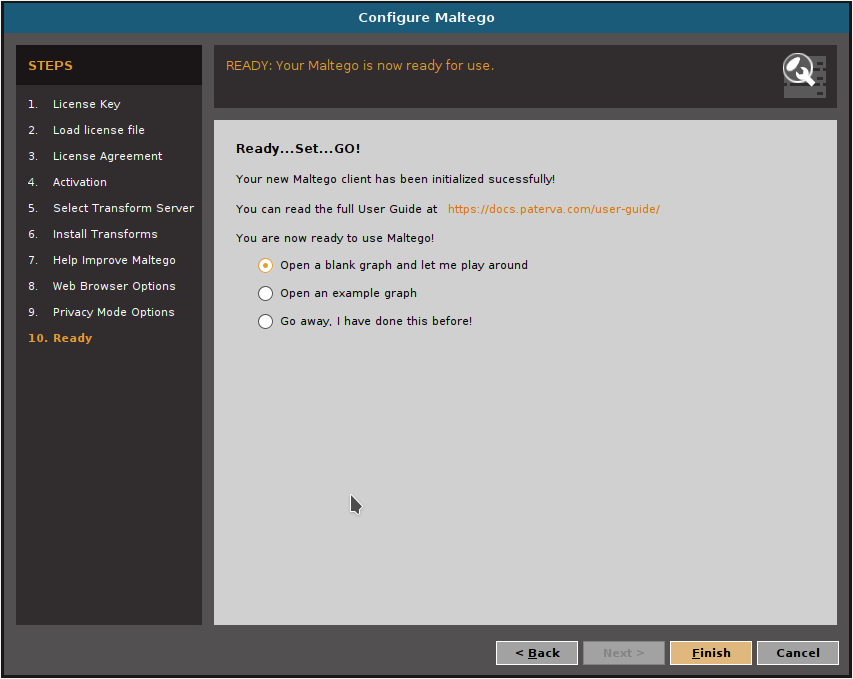 Configure Maltego
STEPS
1. License Key
2. Load license file
3. License Agreement
4. Activation
5. Select Transform Server
6. Install Transforms
7. Help Improve Maltego
8. Web Browser Options
9. Privacy Mode Options
10. Ready
READY: Your Maltego is now ready for use.
Ready...Set...GO!
Your new Maltego client has been initialized sucessfully!
You can read the full User Guide at https://docs.paterva.com/user-guide/
You are now ready to use Maltego!
Open a blank graph and let me play around
Open an example graph
Go away, I have done this before!
< Back Next > Finish Cancel